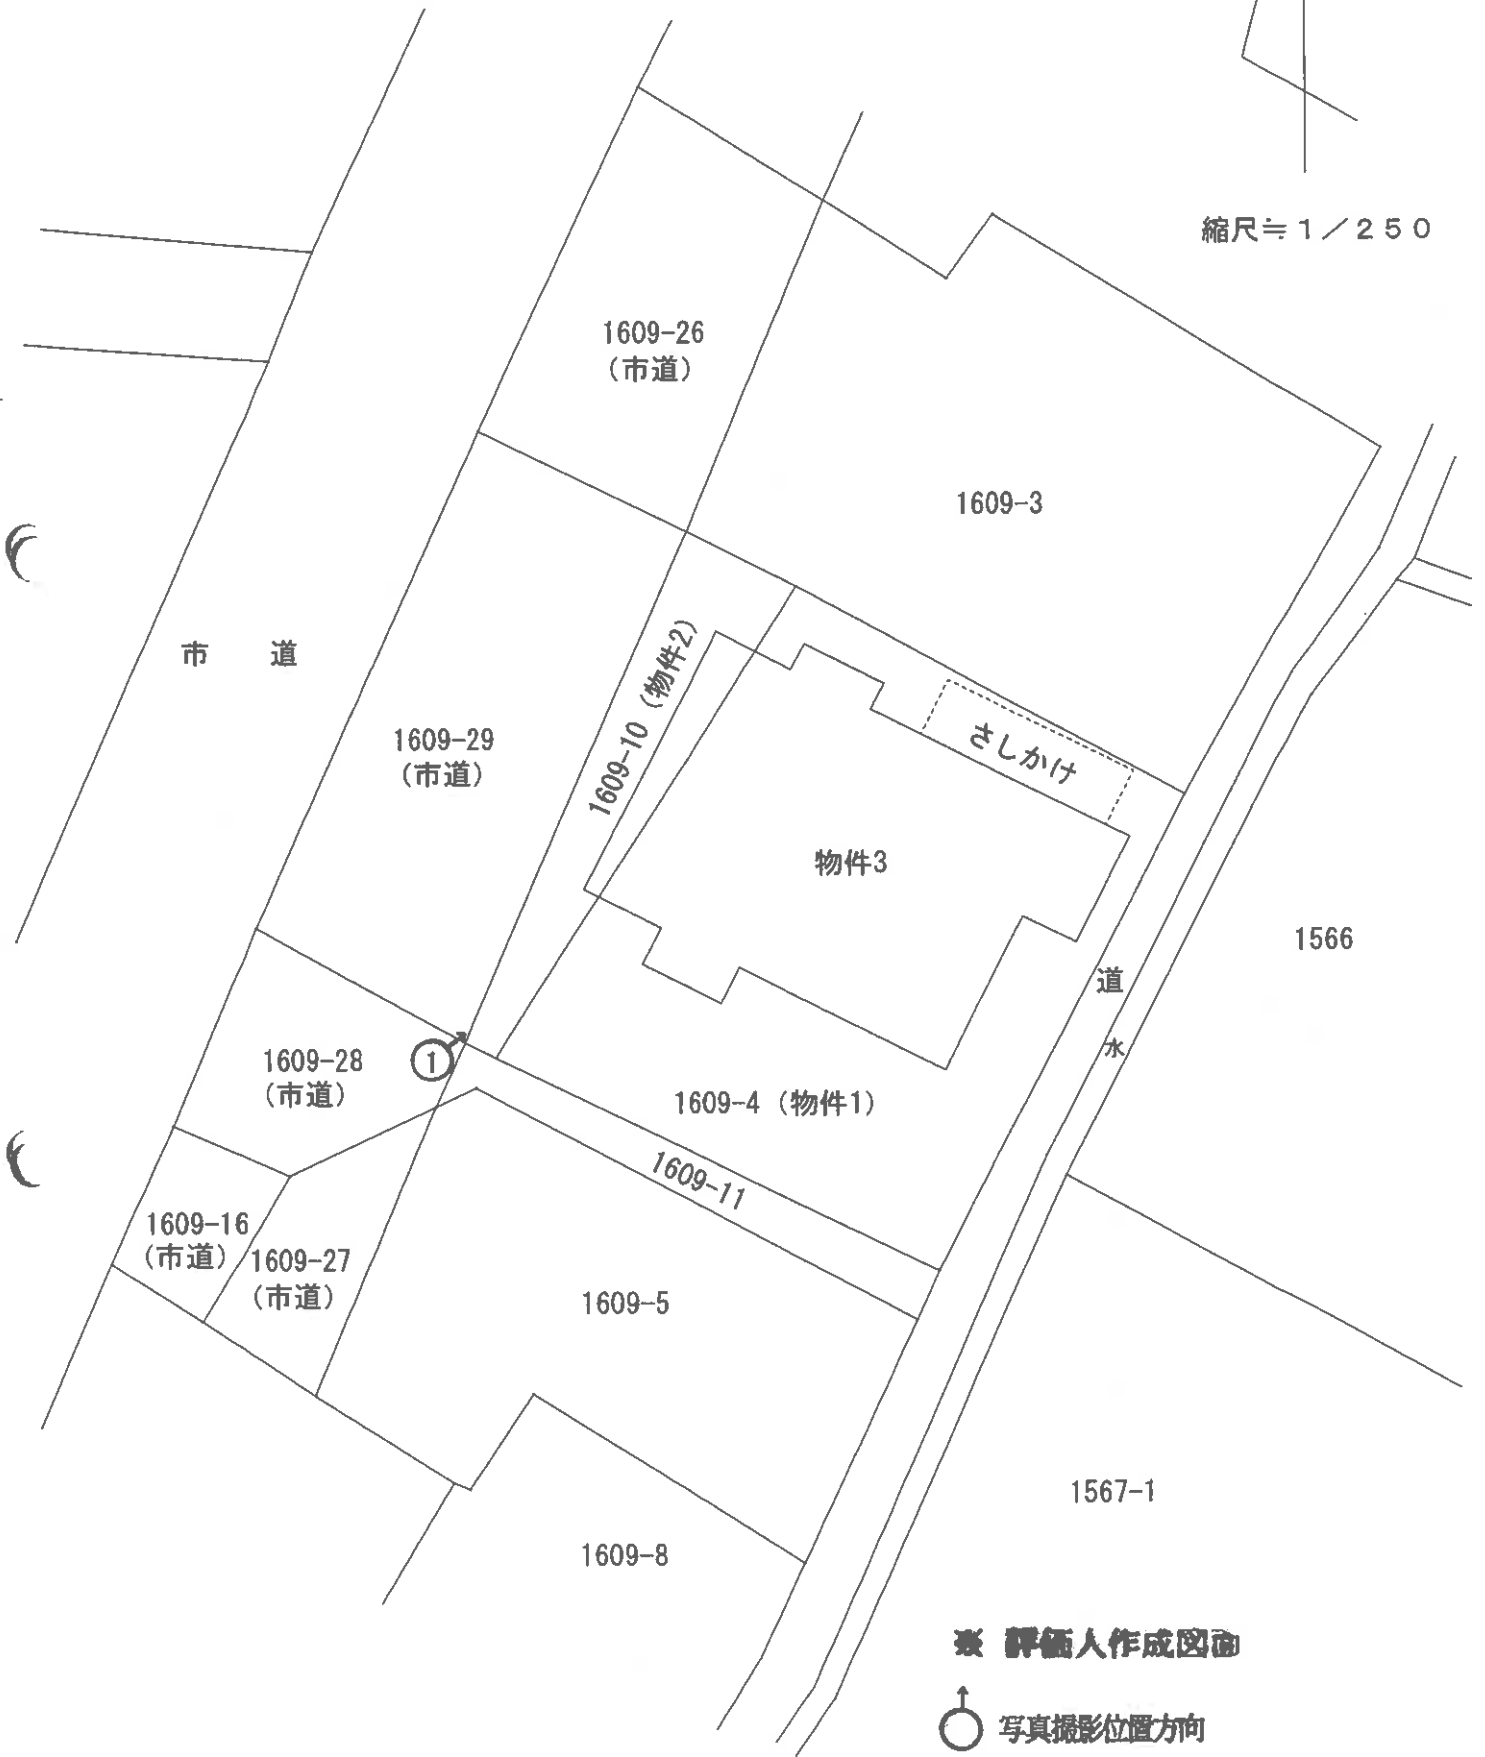 縮尺≒1／250
1609-26
（市道）
1609-3
市　道
1609-10（物件2）
1609-29
（市道）
さしかけ
物件3
1566
道
水
1609-28
（市道）
1
1609-4（物件1）
1609-11
1609-16
（市道）
1609-27
（市道）
1609-5
1567-1
1609-8
※ 評価人作成図面
写真撮影位置方向